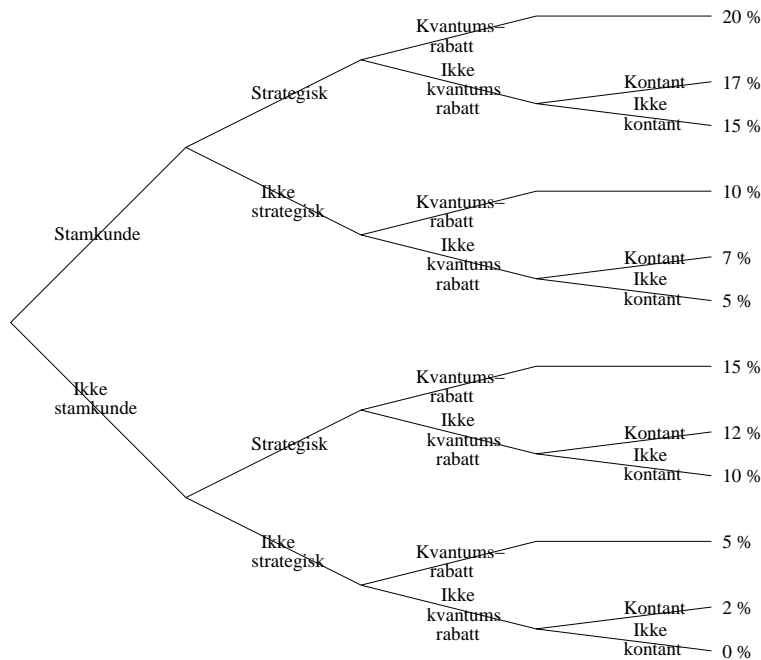 Kvantums–
rabatt
20 %
Ikke
kvantums
rabatt
Kontant
17 %
Ikke
kontant
15 %
Strategisk
Ikke
strategisk
Kvantums–
rabatt
10 %
Ikke
kvantums
rabatt
Kontant
7 %
Ikke
kontant
5 %
Stamkunde
Ikke
stamkunde
Kvantums–
rabatt
15 %
Ikke
kvantums
rabatt
Kontant
12 %
Ikke
kontant
10 %
Strategisk
Ikke
strategisk
Kvantums–
rabatt
5 %
Ikke
kvantums
rabatt
Kontant
2 %
Ikke
kontant
0 %